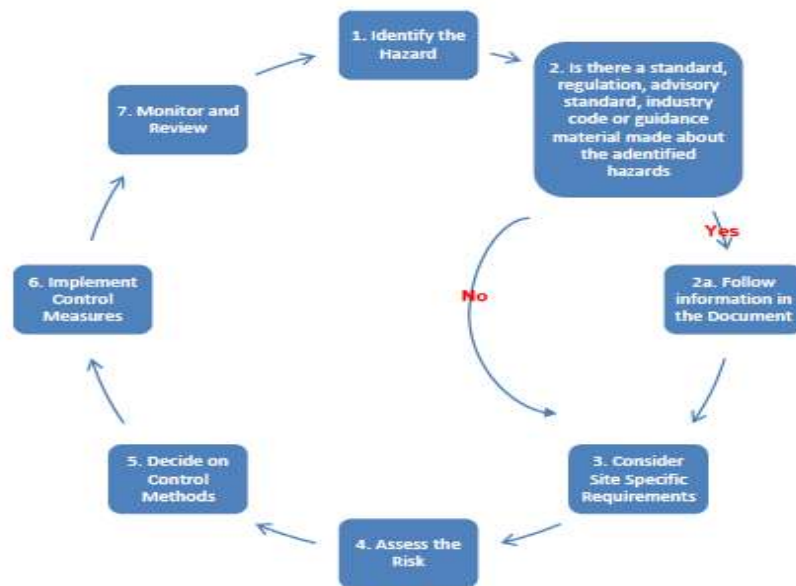 1. Identify the
Hazard
2. Is there a standard,
regulation, advisory
standard, industry
code or guidance
material made about
the adentified
hazards
Yes
No
2a. Follow
information in
the Document
3. Consider
Site Specific
Requirements
4. Assess the
Risk
5. Decide on
Control
Methods
6. Implement
Control
Measures
7. Monitor and
Review